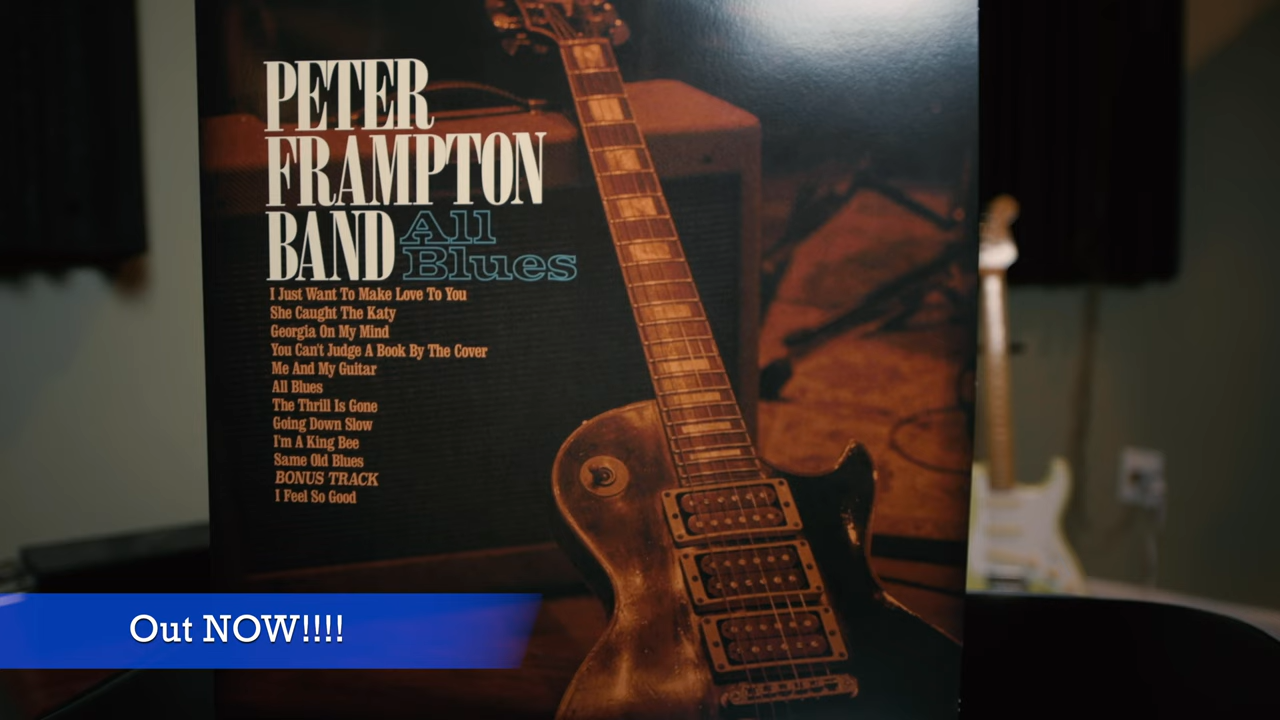 PETER
FRAMPTON
BAND All
Blues
I Just Want To Make Love To You
She Caught The Katy
Georgia On My Mind
You Can't Judge A Book By The Cover
Me And My Guitar
All Blues
The Thrill Is Gone
Going Down Slow
I'm A King Bee
Same Old Blues
BONUS TRACK
I Feel So Good
Out NOW!!!!